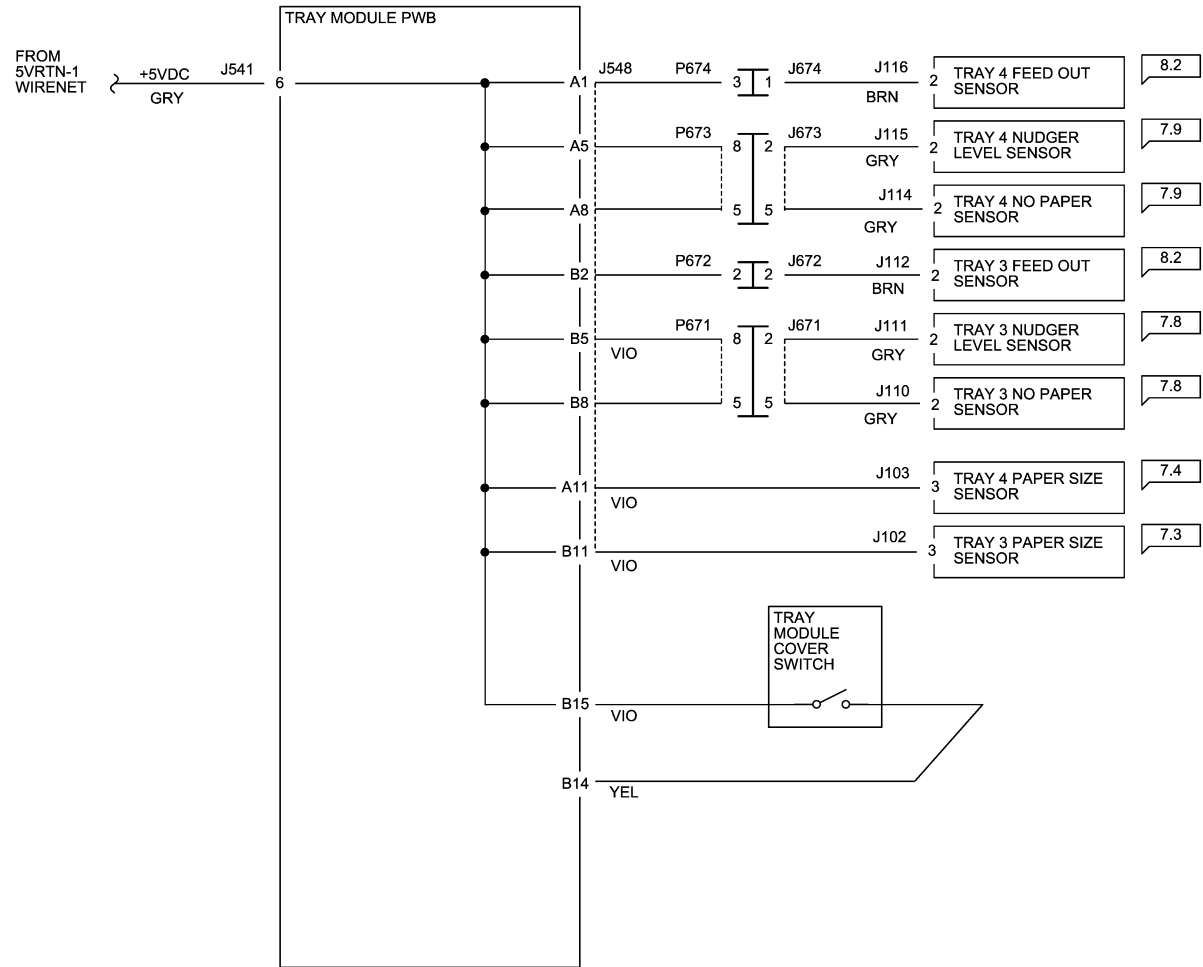 TRAY MODULE PWB
FROM
5VRTN-1
WIRENET
+5VDC
GRY
J541
6
A1
J548
P674
3
1
J674
J116
BRN
2
TRAY 4 FEED OUT
SENSOR
8.2
A5
P673
8
2
J673
J115
GRY
2
TRAY 4 NUDGER
LEVEL SENSOR
7.9
A8
5
5
J114
GRY
2
TRAY 4 NO PAPER
SENSOR
7.9
B2
P672
2
2
J672
J112
BRN
2
TRAY 3 FEED OUT
SENSOR
8.2
B5
VIO
P671
8
2
J671
J111
GRY
2
TRAY 3 NUDGER
LEVEL SENSOR
7.8
B8
5
5
J110
GRY
2
TRAY 3 NO PAPER
SENSOR
7.8
A11
VIO
J103
3
TRAY 4 PAPER SIZE
SENSOR
7.4
B11
VIO
J102
3
TRAY 3 PAPER SIZE
SENSOR
7.3
TRAY
MODULE
COVER
SWITCH
B15
VIO
B14
YEL